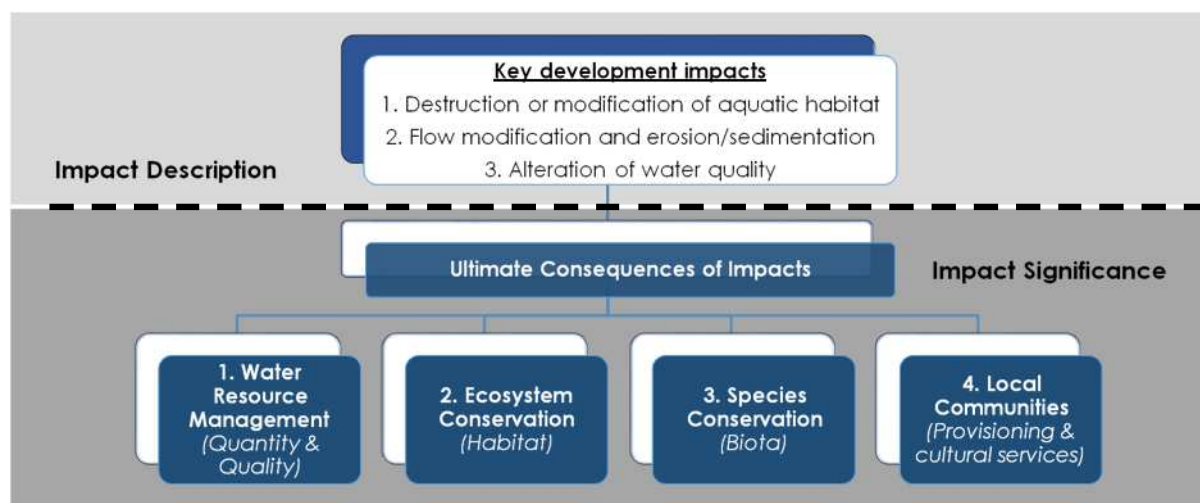 Key development impacts
1. Destruction or modification of aquatic habitat
2. Flow modification and erosion/sedimentation
3. Alteration of water quality
Impact Description
Ultimate Consequences of Impacts
Impact Significance
1. Water
Resource
Management
(Quantity &
Quality)
2. Ecosystem
Conservation
(Habitat)
3. Species
Conservation
(Biota)
4. Local
Communities
(Provisioning &
cultural services)